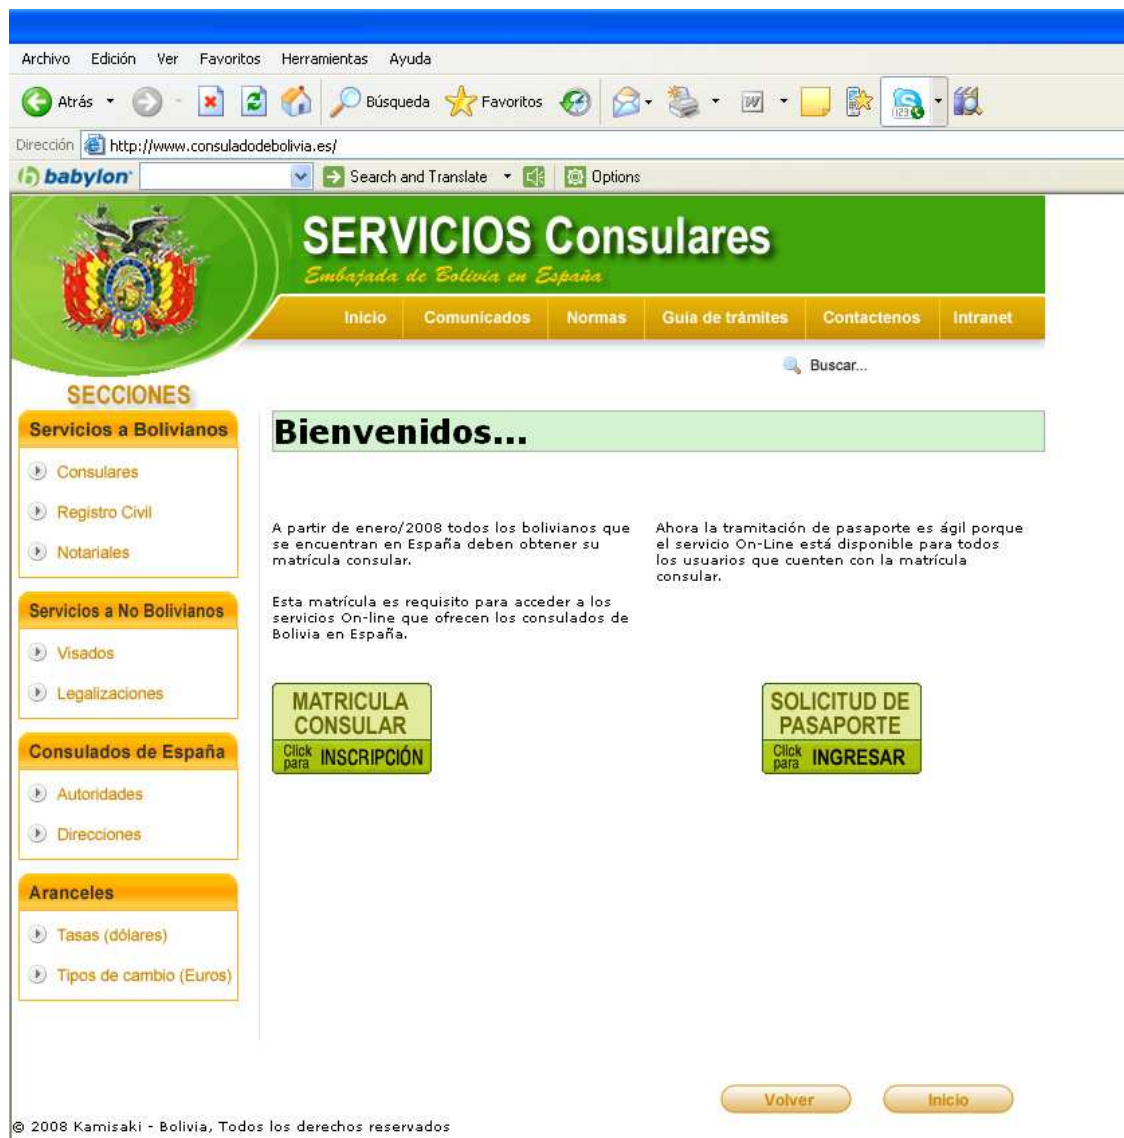 Archivo Edición Ver Favoritos Herramientas Ayuda
Atrás Búsqueda Favoritos
Dirección http://www.consuladodebolivia.es/
babylon Search and Translate Options
SERVICIOS Consulares
Embajada de Bolivia en España
Inicio Comunicados Normas Guia de trámites Contactenos Intranet
Buscar...
SECCIONES
Servicios a Bolivianos
Consulares
Registro Civil
Notariales
Servicios a No Bolivianos
Visados
Legalizaciones
Consulados de España
Autoridades
Direcciones
Aranceles
Tasas (dólares)
Tipos de cambio (Euros)
Bienvenidos...
A partir de enero/2008 todos los bolivianos que
se encuentran en España deben obtener su
matrícula consular.
Esta matrícula es requisito para acceder a los
servicios On-line que ofrecen los consulados de
Bolivia en España.
MATRICULA
CONSULAR
Click para INSCRIPCIÓN
Ahora la tramitación de pasaporte es ágil porque
el servicio On-Line está disponible para todos
los usuarios que cuenten con la matrícula
consular.
SOLICITUD DE
PASAPORTE
Click para INGRESAR
Volver Inicio
© 2008 Kamisaki - Bolivia, Todos los derechos reservados